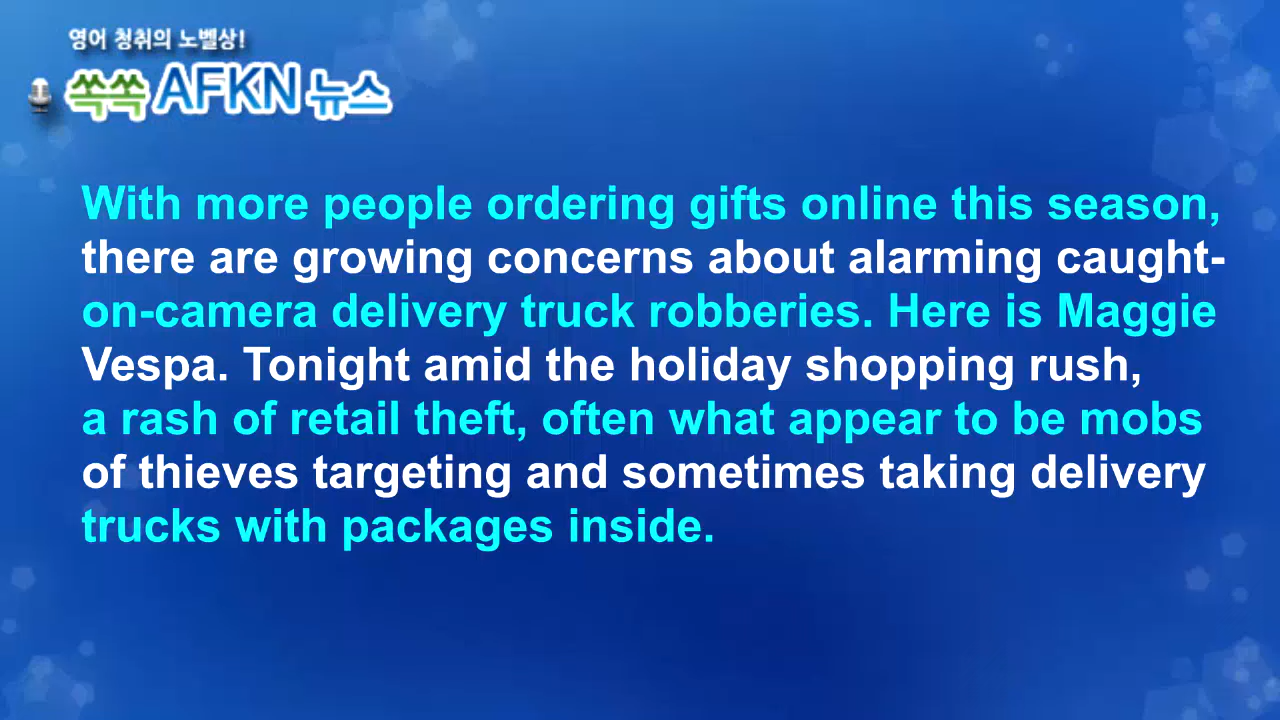 영어 청취의 노벨상!
쏙쏙 AFKN 뉴스
With more people ordering gifts online this season,
there are growing concerns about alarming caught-
on-camera delivery truck robberies. Here is Maggie
Vespa. Tonight amid the holiday shopping rush,
a rash of retail theft, often what appear to be mobs
of thieves targeting and sometimes taking delivery
trucks with packages inside.